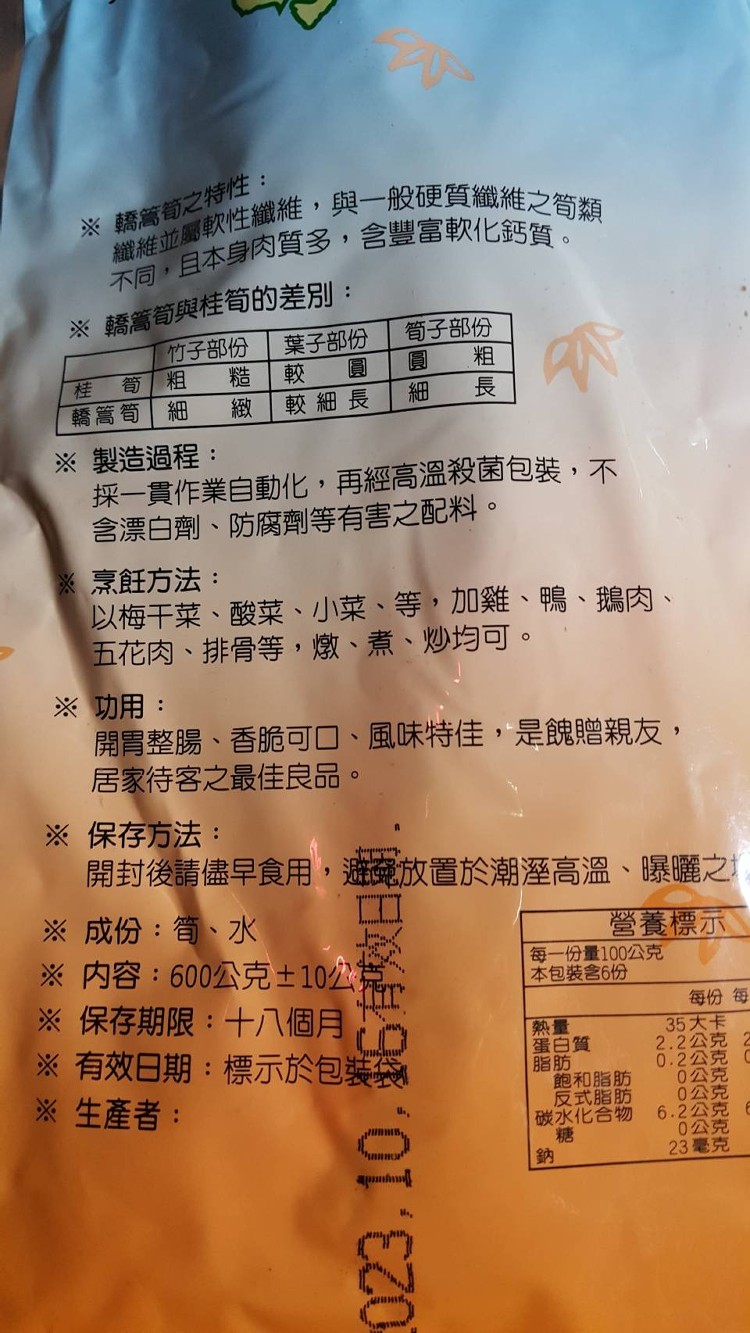 ※ 轎篙筍之特性：
纖維並屬軟性纖維，與一般硬質纖維之筍類
不同，且本身肉質多，含豐富軟化鈣質。
※ 轎篙筍與桂筍的差別：
竹子部份 葉子部份 筍子部份
桂筍 粗糙 較圓 圓粗
轎篙筍 細緻 較細長 細長
※ 製造過程：
採一貫作業自動化，再經高溫殺菌包裝，不
含漂白劑、防腐劑等有害之配料。
※ 烹飪方法：
以梅干菜、酸菜、小菜、等，加雞、鴨、鵝肉、
五花肉、排骨等，燉、煮、炒均可。
※ 功用：
開胃整腸、香脆可口、風味特佳，是餽贈親友，
居家待客之最佳良品。
※ 保存方法：
開封後請儘早食用，避免放置於潮溼高溫、曝曬之
※ 成份：筍、水
※ 內容：600公克±10公克
※ 保存期限：十八個月
※ 有效日期：標示於包裝袋
※ 生產者：
營養標示
每一份量100公克
本包裝含6份
每份 每
熱量 35大卡
蛋白質 2.2公克 2
脂肪 0.2公克 0
飽和脂肪 0公克
反式脂肪 0公克
碳水化合物 6.2公克 6
糖 0公克
鈉 23毫克
023.10.16有效日期.